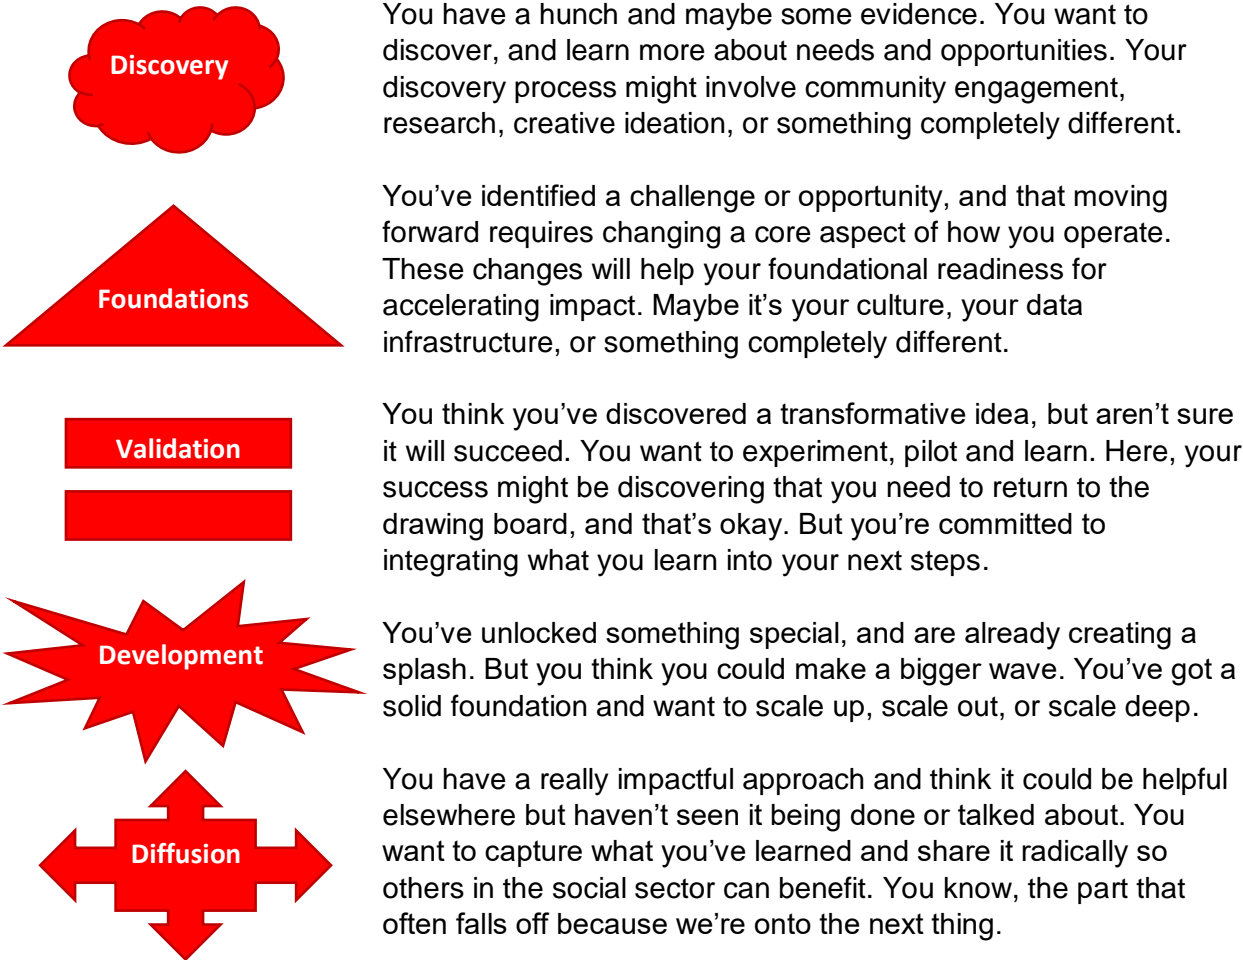 Discovery
You have a hunch and maybe some evidence. You want to
discover, and learn more about needs and opportunities. Your
discovery process might involve community engagement,
research, creative ideation, or something completely different.
Foundations
You’ve identified a challenge or opportunity, and that moving
forward requires changing a core aspect of how you operate.
These changes will help your foundational readiness for
accelerating impact. Maybe it’s your culture, your data
infrastructure, or something completely different.
Validation
You think you’ve discovered a transformative idea, but aren’t sure
it will succeed. You want to experiment, pilot and learn. Here, your
success might be discovering that you need to return to the
drawing board, and that’s okay. But you’re committed to
integrating what you learn into your next steps.
Development
You’ve unlocked something special, and are already creating a
splash. But you think you could make a bigger wave. You’ve got a
solid foundation and want to scale up, scale out, or scale deep.
Diffusion
You have a really impactful approach and think it could be helpful
elsewhere but haven’t seen it being done or talked about. You
want to capture what you’ve learned and share it radically so
others in the social sector can benefit. You know, the part that
often falls off because we’re onto the next thing.